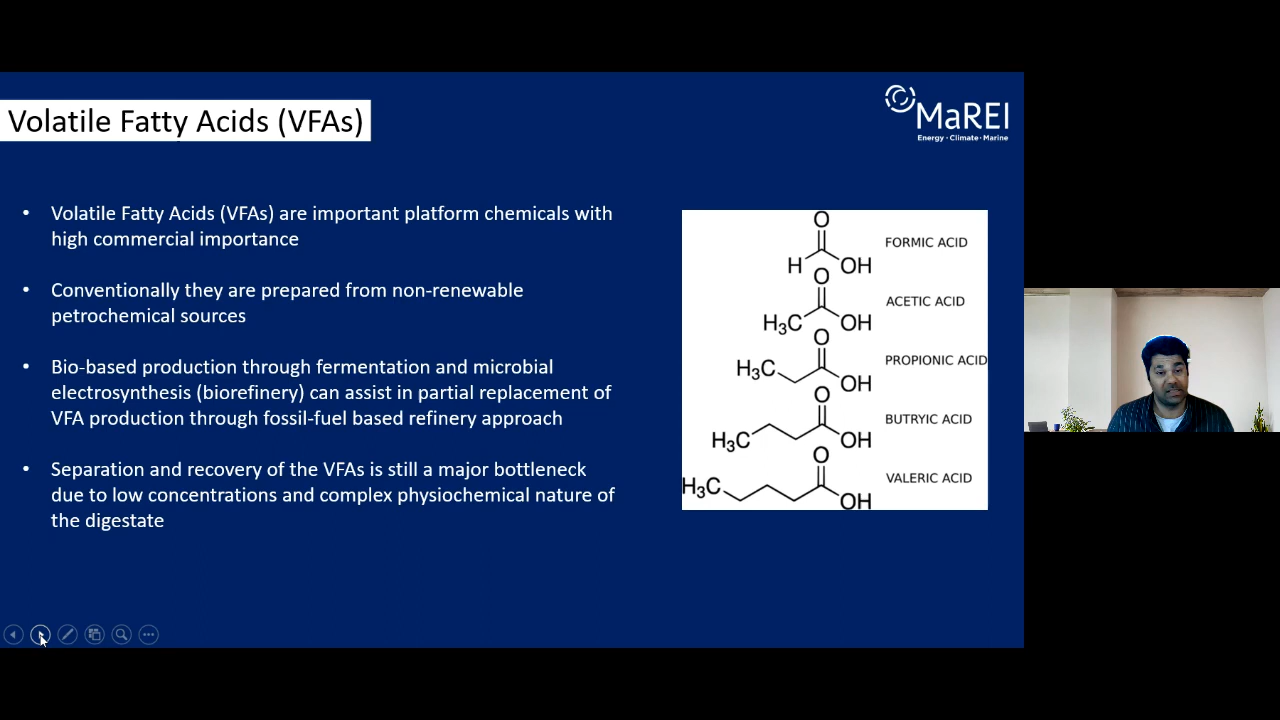 Volatile Fatty Acids (VFAs)
MaREI
Energy · Climate · Marine
• Volatile Fatty Acids (VFAs) are important platform chemicals with
high commercial importance
• Conventionally they are prepared from non-renewable
petrochemical sources
• Bio-based production through fermentation and microbial
electrosynthesis (biorefinery) can assist in partial replacement of
VFA production through fossil-fuel based refinery approach
• Separation and recovery of the VFAs is still a major bottleneck
due to low concentrations and complex physiochemical nature of
the digestate
O
H OH
FORMIC ACID
O
H₃C OH
ACETIC ACID
O
H₃C OH
PROPIONIC ACID
O
H₃C OH
BUTRYIC ACID
O
H₃C OH
VALERIC ACID